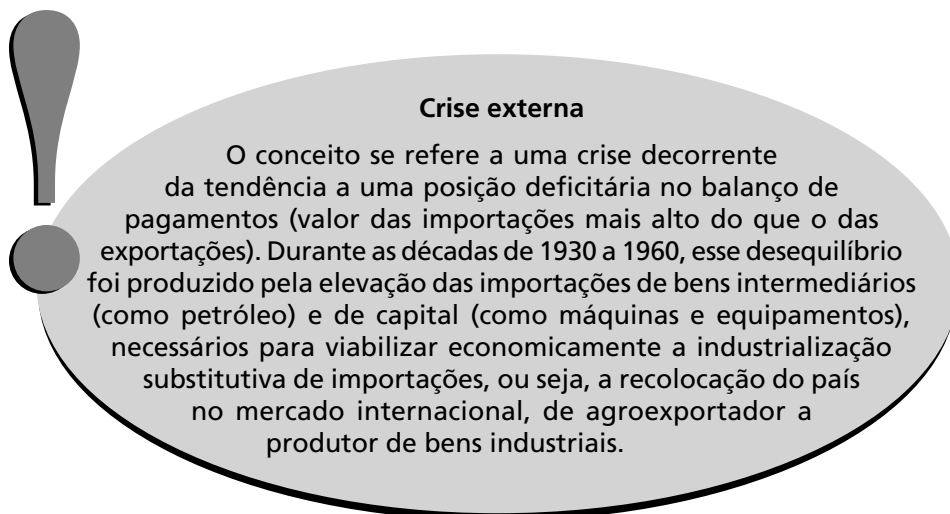 Crise externa
O conceito se refere a uma crise decorrente
da tendência a uma posição deficitária no balanço de
pagamentos (valor das importações mais alto do que o das
exportações). Durante as décadas de 1930 a 1960, esse desequilíbrio
foi produzido pela elevação das importações de bens intermediários
(como petróleo) e de capital (como máquinas e equipamentos),
necessários para viabilizar economicamente a industrialização
substitutiva de importações, ou seja, a recolocação do país
no mercado internacional, de agroexportador a
produtor de bens industriais.